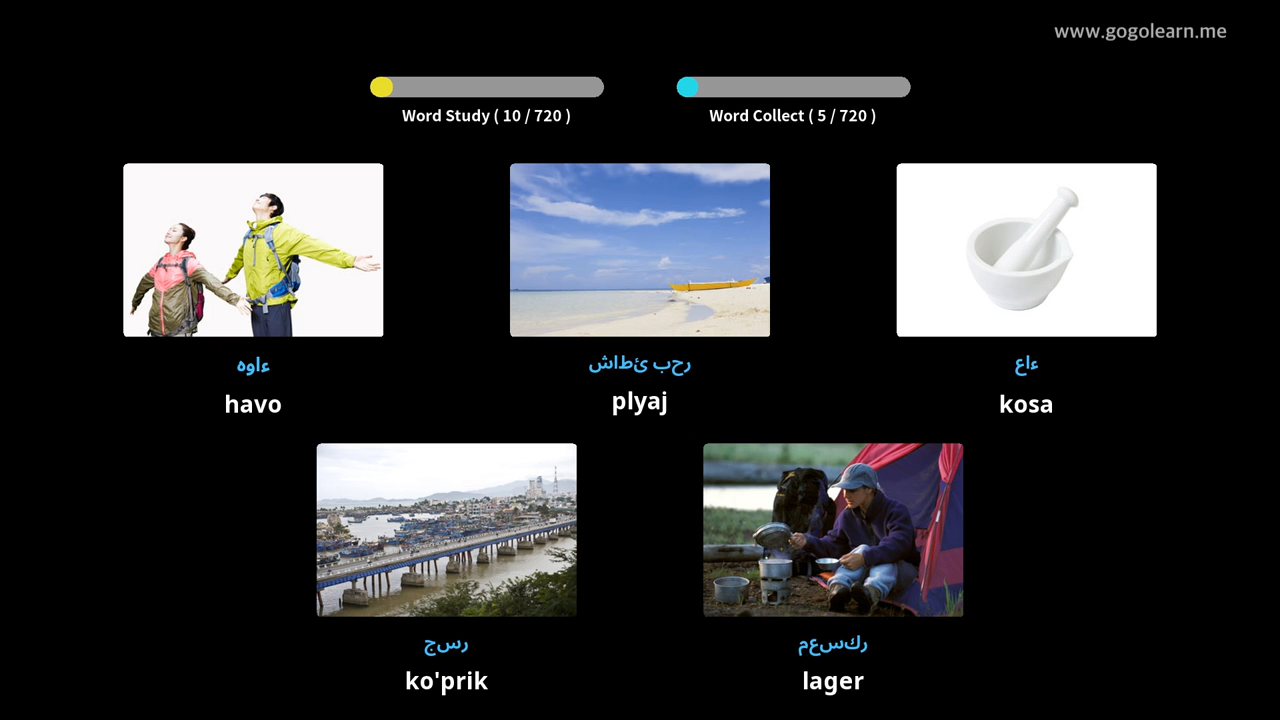 www.gogolearn.me
Word Study ( 10 / 720 )
Word Collect ( 5 / 720 )
ءاوه
havo
رحب ئطاش
plyaj
ءاع
kosa
رسج
ko'prik
ركسعم
lager